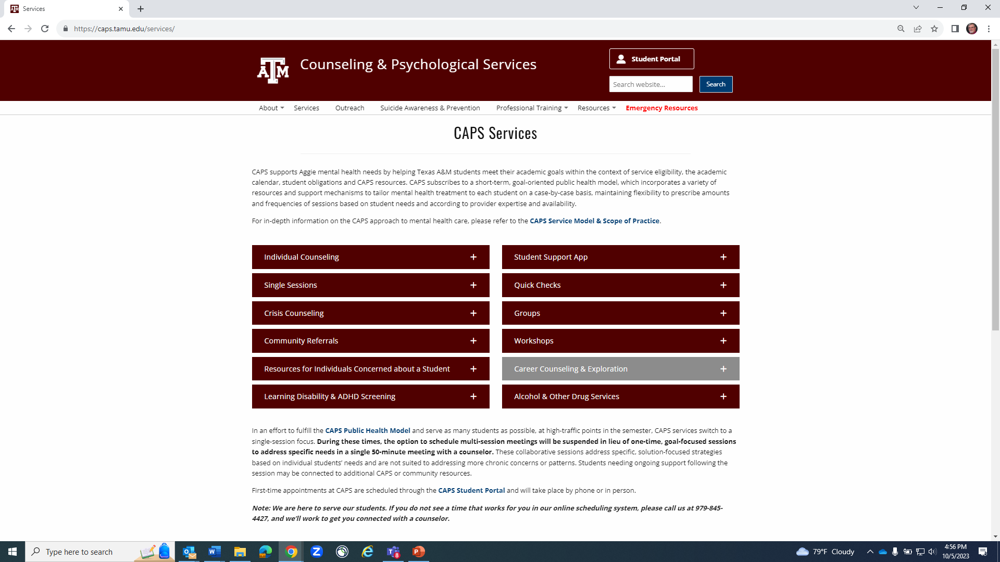 Services
https://caps.tamu.edu/services/
ATM
Counseling & Psychological Services
Student Portal
Search website...
Search
About
Services
Outreach
Suicide Awareness & Prevention
Professional Training
Resources
Emergency Resources
CAPS Services
CAPS supports Aggie mental health needs by helping Texas A&M students meet their academic goals within the context of service eligibility, the academic
calendar, student obligations and CAPS resources. CAPS subscribes to a short-term, goal-oriented public health model, which incorporates a variety of
resources and support mechanisms to tailor mental health treatment to each student on a case-by-case basis, maintaining flexibility to prescribe amounts
and frequencies of sessions based on student needs and according to provider expertise and availability.
For in-depth information on the CAPS approach to mental health care, please refer to the CAPS Service Model & Scope of Practice.
Individual Counseling
Student Support App
Single Sessions
Quick Checks
Crisis Counseling
Groups
Community Referrals
Workshops
Resources for Individuals Concerned about a Student
Career Counseling & Exploration
Learning Disability & ADHD Screening
Alcohol & Other Drug Services
In an effort to fulfill the CAPS Public Health Model and serve as many students as possible, at high-traffic points in the semester, CAPS services switch to a
single-session focus. During these times, the option to schedule multi-session meetings will be suspended in lieu of one-time, goal-focused sessions
to address specific needs in a single 50-minute meeting with a counselor. These collaborative sessions address specific, solution-focused strategies
based on individual students' needs and are not suited to addressing more chronic concerns or patterns. Students needing ongoing support following the
session may be connected to additional CAPS or community resources.
First-time appointments at CAPS are scheduled through the CAPS Student Portal and will take place by phone or in person.
Note: We are here to serve our students. If you do not see a time that works for you in our online scheduling system, please call us at 979-845-
4427, and we'll work to get you connected with a counselor.
Type here to search
79°F Cloudy
4:56 PM
10/5/2023
8